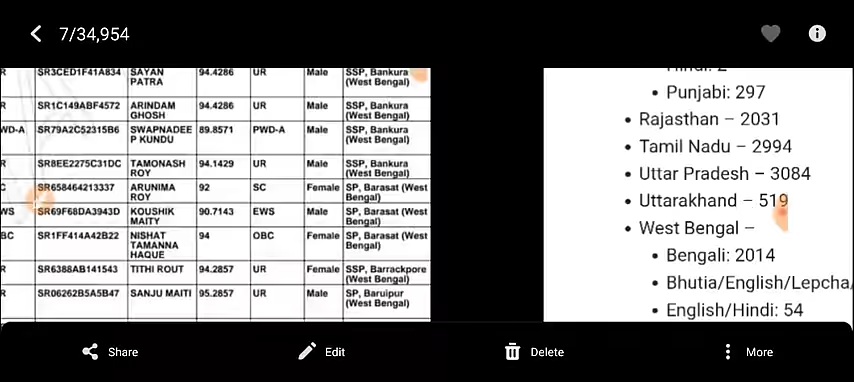 7/34,954
R SR3CED1F41A834 SAYAN PATRA 94.4286 UR Male SSP, Bankura (West Bengal)
R SR1C149ABF4572 ARINDAM GHOSH 94.4286 UR Male SSP, Bankura (West Bengal)
WD-A SR79A2C52315B6 SWAPNADEE P KUNDU 89.8571 PWD-A Male SSP, Bankura (West Bengal)
R SR8EE2275C31DC TAMONASH ROY 94.1429 UR Male SSP, Bankura (West Bengal)
C SR658464213337 ARUNIMA ROY 92 SC Female SP, Barasat (West Bengal)
WS SR69F68DA3943D KOUSHIK MAITY 90.7143 EWS Male SP, Barasat (West Bengal)
BC SR1FF414A42B22 NISHAT TAMANNA HAQUE 94 OBC Female SP, Barasat (West Bengal)
R SR6388AB141543 TITHI ROUT 94.2857 UR Female SSP, Barrackpore (West Bengal)
R SR06262B5A5B47 SANJU MAITI 95.2857 UR Male SP, Baruipur (West Bengal)
Punjabi: 297
Rajasthan – 2031
Tamil Nadu – 2994
Uttar Pradesh – 3084
Uttarakhand – 519
West Bengal –
Bengali: 2014
Bhutia/English/Lepcha/
English/Hindi: 54
Share
Edit
Delete
More